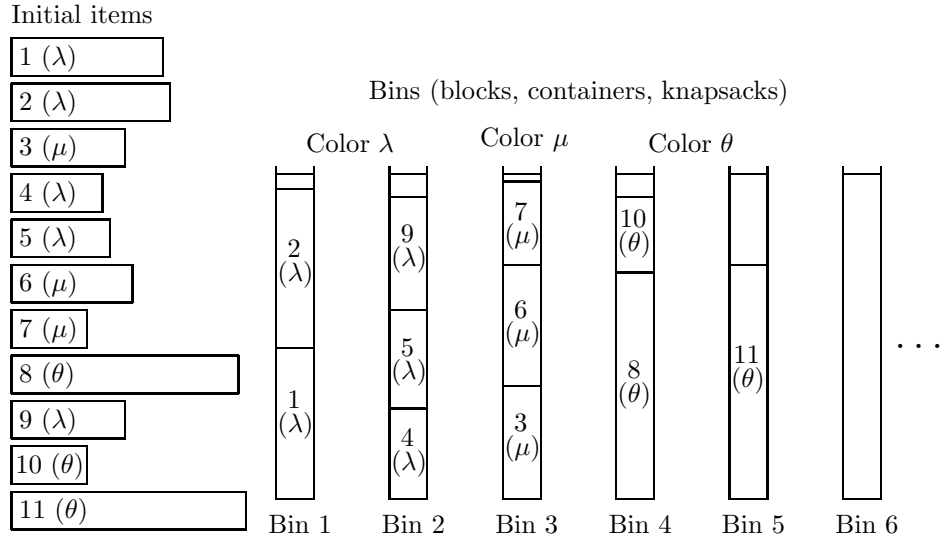 Initial items
1 (λ)
2 (λ)
3 (μ)
4 (λ)
5 (λ)
6 (μ)
7 (μ)
8 (θ)
9 (λ)
10 (θ)
11 (θ)
Bins (blocks, containers, knapsacks)
Color λ
Color μ
Color θ
2
(λ)
1
(λ)
Bin 1
9
(λ)
5
(λ)
4
(λ)
Bin 2
7
(μ)
6
(μ)
3
(μ)
Bin 3
10
(θ)
8
(θ)
Bin 4
11
(θ)
Bin 5
Bin 6
. . .